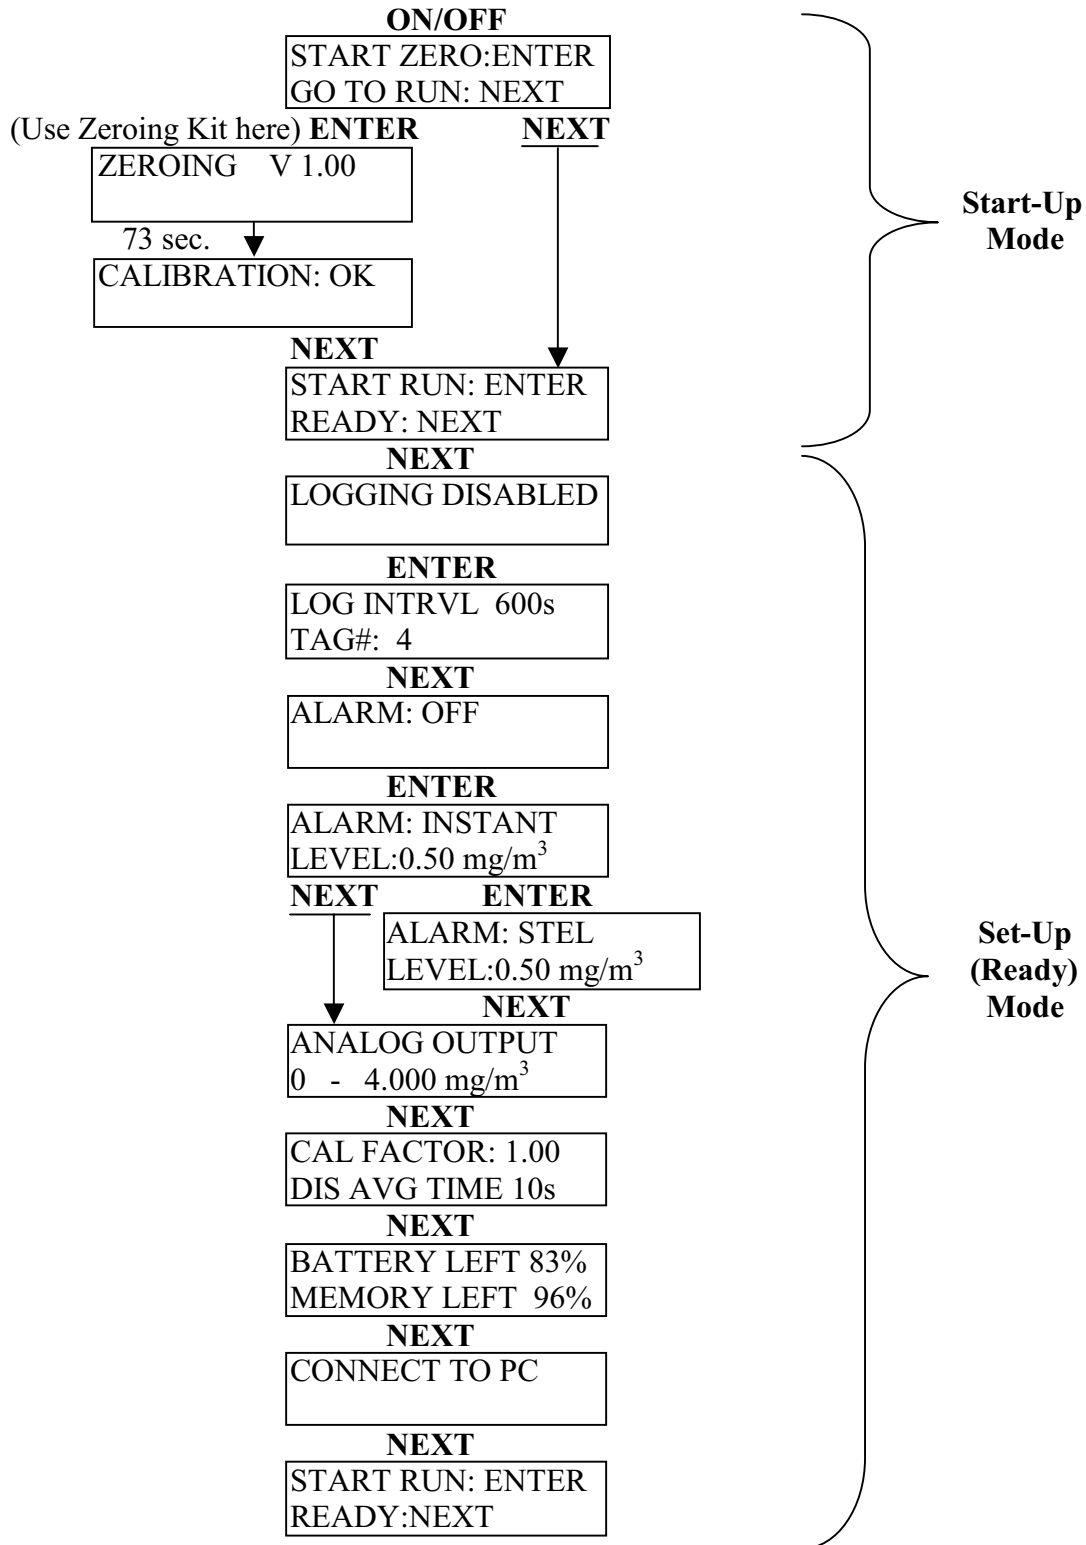 ON/OFF
START ZERO:ENTER
GO TO RUN: NEXT
(Use Zeroing Kit here) ENTER NEXT
ZEROING V 1.00
73 sec.
CALIBRATION: OK
Start-Up
Mode
NEXT
START RUN: ENTER
READY: NEXT
NEXT
LOGGING DISABLED
ENTER
LOG INTRVL 600s
TAG#: 4
NEXT
ALARM: OFF
ENTER
ALARM: INSTANT
LEVEL:0.50 mg/m³
NEXT ENTER
ALARM: STEL
LEVEL:0.50 mg/m³
Set-Up
(Ready)
Mode
NEXT
ANALOG OUTPUT
0 - 4.000 mg/m³
NEXT
CAL FACTOR: 1.00
DIS AVG TIME 10s
NEXT
BATTERY LEFT 83%
MEMORY LEFT 96%
NEXT
CONNECT TO PC
NEXT
START RUN: ENTER
READY:NEXT